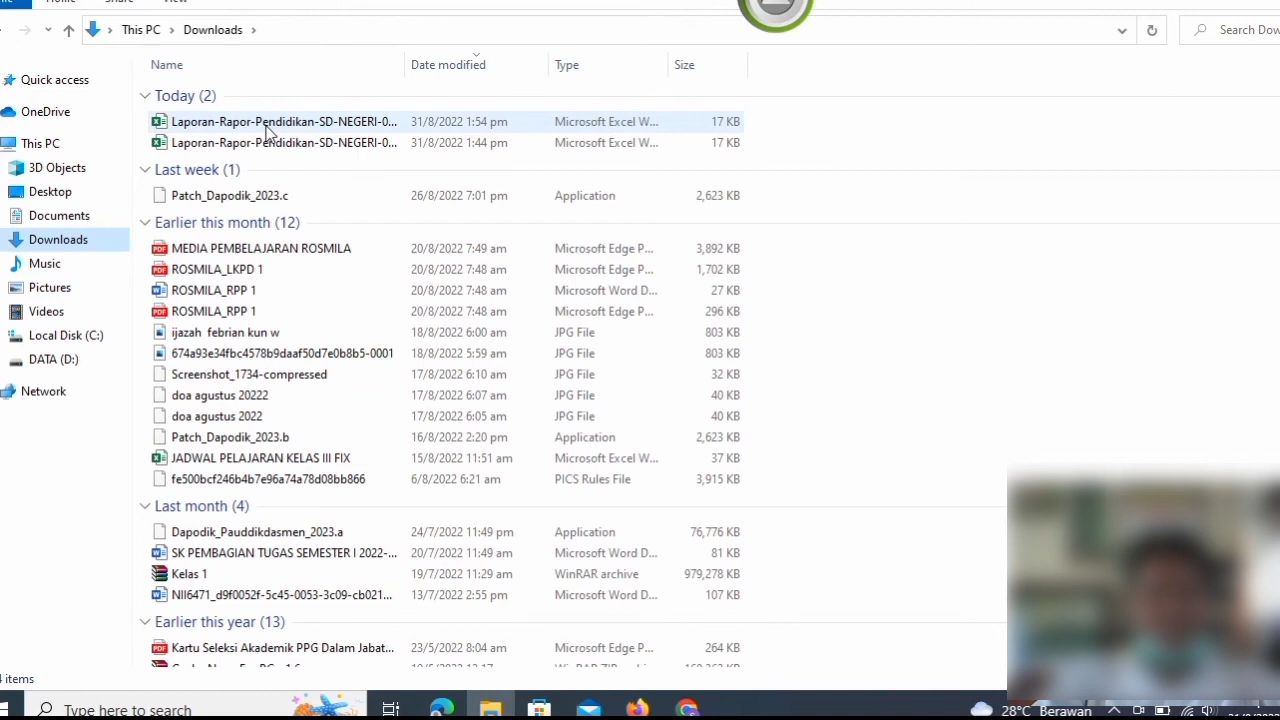 Home Share View
This PC Downloads
Search Dow
Name Date modified Type Size
Quick access
OneDrive
This PC
3D Objects
Desktop
Documents
Downloads
Music
Pictures
Videos
Local Disk (C:)
DATA (D:)
Network
Today (2)
Laporan-Rapor-Pendidikan-SD-NEGERI-0... 31/8/2022 1:54 pm Microsoft Excel W... 17 KB
Laporan-Rapor-Pendidikan-SD-NEGERI-0... 31/8/2022 1:44 pm Microsoft Excel W... 17 KB
Last week (1)
Patch_Dapodik_2023.c 26/8/2022 7:01 pm Application 2,623 KB
Earlier this month (12)
MEDIA PEMBELAJARAN ROSMILA 20/8/2022 7:49 am Microsoft Edge P... 3,892 KB
ROSMILA_LKPD 1 20/8/2022 7:48 am Microsoft Edge P... 1,702 KB
ROSMILA_RPP 1 20/8/2022 7:48 am Microsoft Word D... 27 KB
ROSMILA_RPP 1 20/8/2022 7:48 am Microsoft Edge P... 296 KB
ijazah febrian kun w 18/8/2022 6:00 am JPG File 803 KB
674a93e34fbc4578b9daaf50d7e0b8b5-0001 18/8/2022 5:59 am JPG File 803 KB
Screenshot_1734-compressed 17/8/2022 6:10 am JPG File 32 KB
doa agustus 20222 17/8/2022 6:07 am JPG File 40 KB
doa agustus 2022 17/8/2022 6:05 am JPG File 40 KB
Patch_Dapodik_2023.b 16/8/2022 2:20 pm Application 2,623 KB
JADWAL PELAJARAN KELAS III FIX 15/8/2022 11:51 am Microsoft Excel W... 37 KB
fe500bcf246b4b7e96a74a78d08bb866 6/8/2022 6:21 am PICS Rules File 3,915 KB
Last month (4)
Dapodik_Pauddikdasmen_2023.a 24/7/2022 11:49 pm Application 76,776 KB
SK PEMBAGIAN TUGAS SEMESTER I 2022-... 20/7/2022 11:49 am Microsoft Word D... 81 KB
Kelas 1 19/7/2022 11:29 am WinRAR archive 979,278 KB
NII6471_d9f0052f-5c45-0053-3c09-cb021... 13/7/2022 2:55 pm Microsoft Word D... 107 KB
Earlier this year (13)
Kartu Seleksi Akademik PPG Dalam Jabat... 23/5/2022 8:04 am Microsoft Edge P... 264 KB
items
Type here to search
28°C Berawan